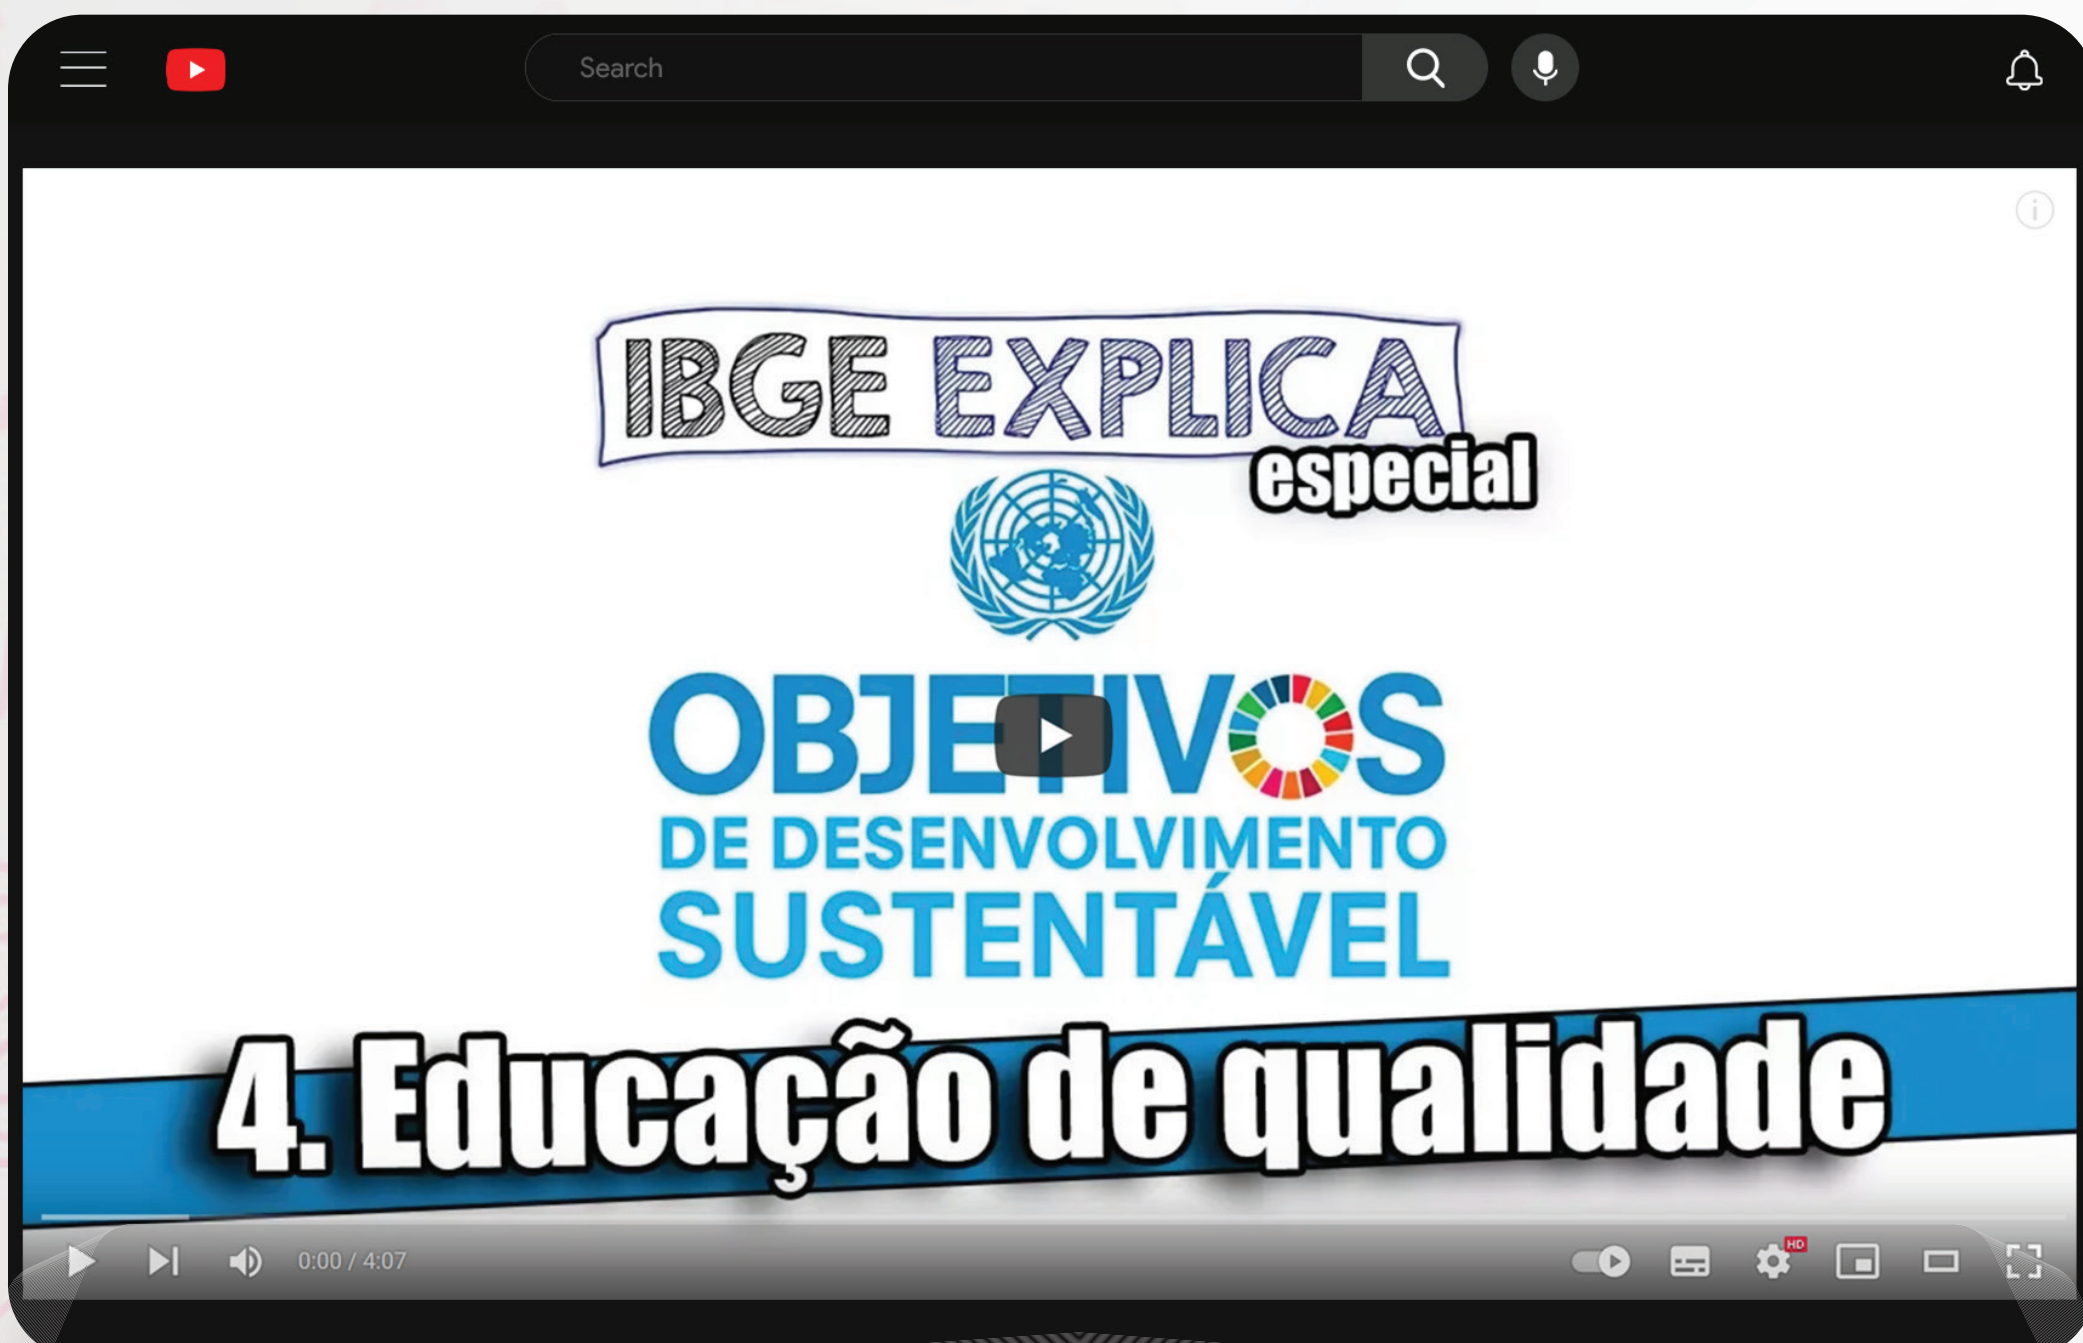 Search
IBGE EXPLICA
especial
OBJETIVOS
DE DESENVOLVIMENTO
SUSTENTÁVEL
4. Educação de qualidade
0:00 / 4:07
HD